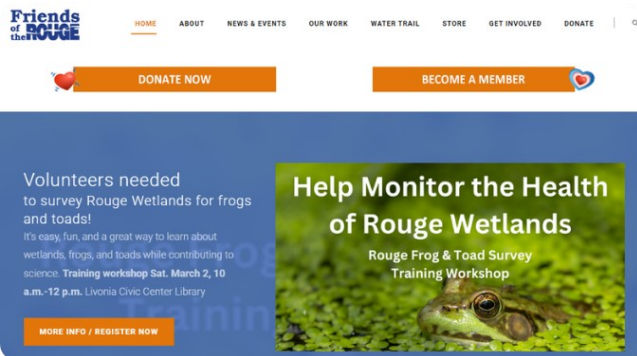 Friends
of
the ROUGE
HOME
ABOUT
NEWS & EVENTS
OUR WORK
WATER TRAIL
STORE
GET INVOLVED
DONATE
DONATE NOW
BECOME A MEMBER
Volunteers needed
to survey Rouge Wetlands for frogs
and toads!
It's easy, fun, and a great way to learn about
wetlands, frogs, and toads while contributing to
science. Training workshop Sat. March 2, 10
a.m.-12 p.m. Livonia Civic Center Library
MORE INFO / REGISTER NOW
Help Monitor the Health
of Rouge Wetlands
Rouge Frog & Toad Survey
Training Workshop